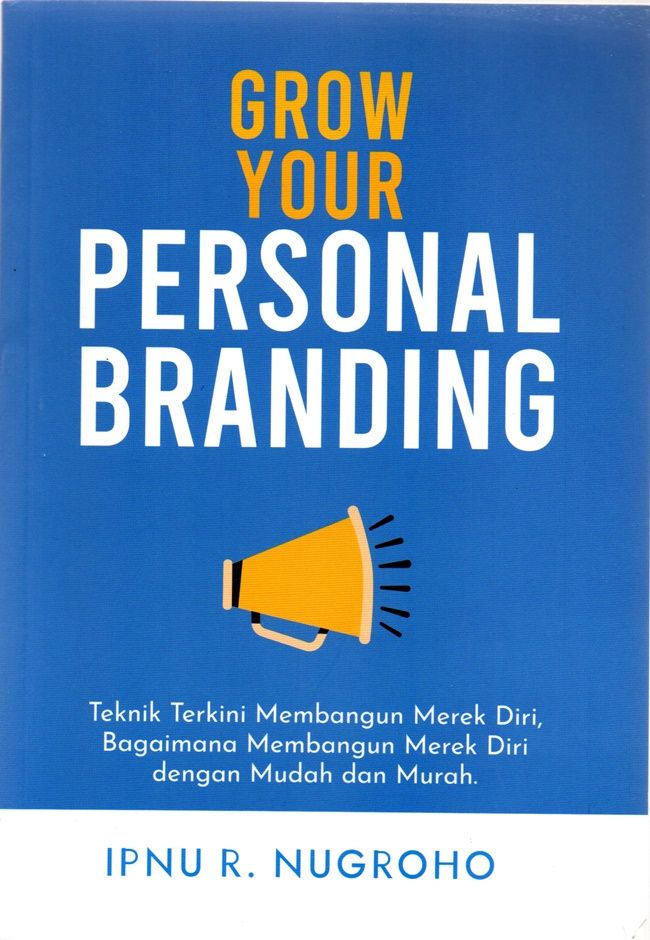 GROW
YOUR
PERSONAL
BRANDING
Teknik Terkini Membangun Merek Diri,
Bagaimana Membangun Merek Diri
dengan Mudah dan Murah.
IPNU R. NUGROHO